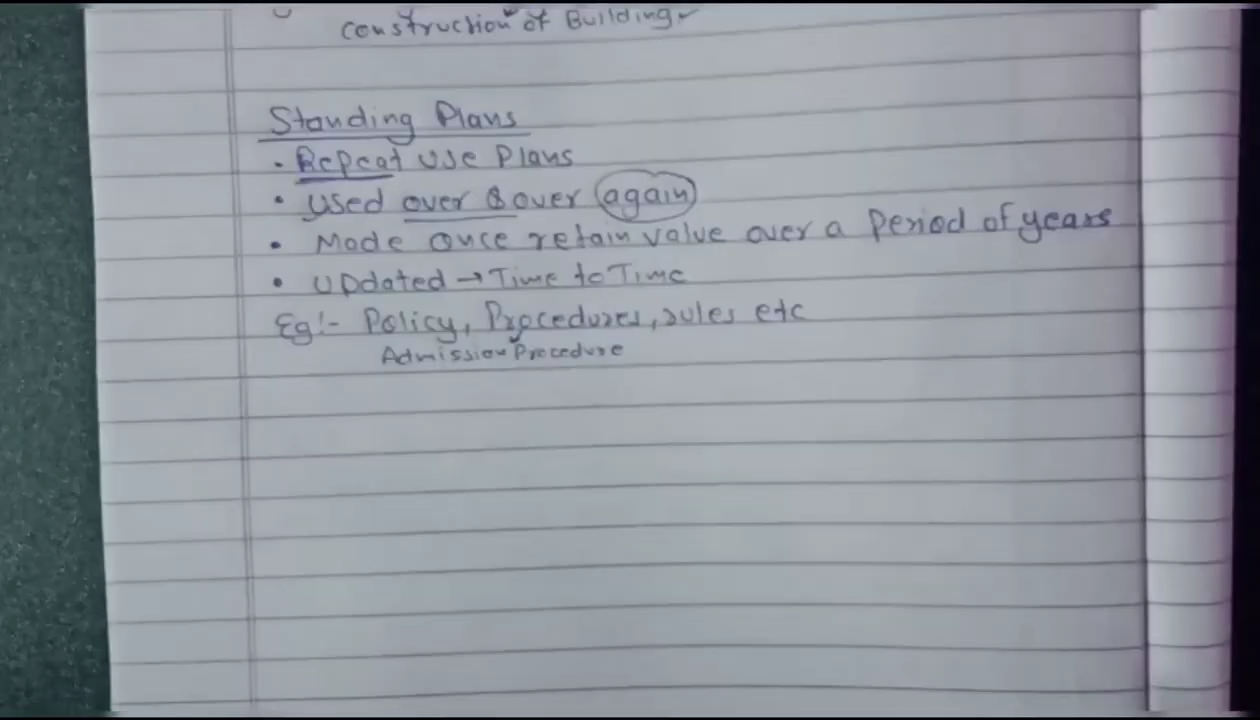 construction of Building.
Standing Plans
• Repeat use Plans
• used over & over again
• Made once retain value over a Period of years
• Updated → Time to Time
Eg:- Policy, Procedures, rules etc
Admission Procedure